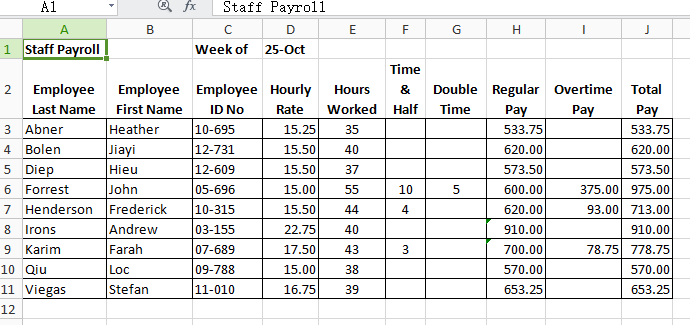 A1 fx Staff Payroll
A B C D E F G H I J
1 Staff Payroll Week of 25-Oct
2 Employee Last Name Employee First Name Employee ID No Hourly Rate Hours Worked Time & Half Double Time Regular Pay Overtime Pay Total Pay
3 Abner Heather 10-695 15.25 35 533.75 533.75
4 Bolen Jiayi 12-731 15.50 40 620.00 620.00
5 Diep Hieu 12-609 15.50 37 573.50 573.50
6 Forrest John 05-696 15.00 55 10 5 600.00 375.00 975.00
7 Henderson Frederick 10-315 15.50 44 4 620.00 93.00 713.00
8 Irons Andrew 03-155 22.75 40 910.00 910.00
9 Karim Farah 07-689 17.50 43 3 700.00 78.75 778.75
10 Qiu Loc 09-788 15.00 38 570.00 570.00
11 Viegas Stefan 11-010 16.75 39 653.25 653.25
12